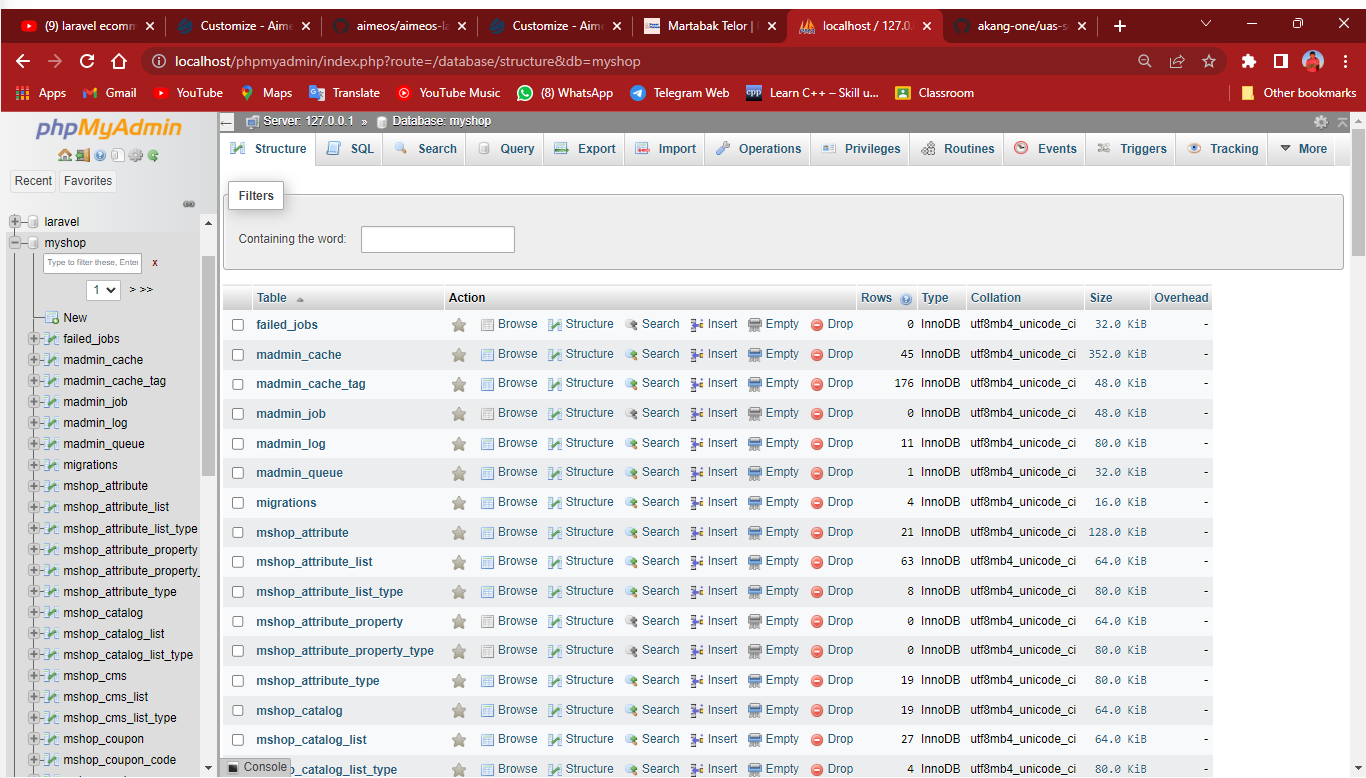 (9) laravel ecomm Customize - Aime aimeos/aimeos-la Customize - Aime Martabak Telor | localhost / 127.0. akang-one/uas-s
localhost/phpmyadmin/index.php?route=/database/structure&db=myshop
Apps Gmail YouTube Maps Translate YouTube Music (8) WhatsApp Telegram Web Learn C++ – Skill u... Classroom Other bookmarks
phpMyAdmin
Recent Favorites
laravel
myshop
Type to filter these, Enter x
1 > >>
New
failed_jobs
madmin_cache
madmin_cache_tag
madmin_job
madmin_log
madmin_queue
migrations
mshop_attribute
mshop_attribute_list
mshop_attribute_list_type
mshop_attribute_property
mshop_attribute_property_
mshop_attribute_type
mshop_catalog
mshop_catalog_list
mshop_catalog_list_type
mshop_cms
mshop_cms_list
mshop_cms_list_type
mshop_coupon
mshop_coupon_code
Server: 127.0.0.1 » Database: myshop
Structure SQL Search Query Export Import Operations Privileges Routines Events Triggers Tracking More
Filters
Containing the word:
Table Action Rows Type Collation Size Overhead
failed_jobs Browse Structure Search Insert Empty Drop 0 InnoDB utf8mb4_unicode_ci 32.0 KiB -
madmin_cache Browse Structure Search Insert Empty Drop 45 InnoDB utf8mb4_unicode_ci 352.0 KiB -
madmin_cache_tag Browse Structure Search Insert Empty Drop 176 InnoDB utf8mb4_unicode_ci 48.0 KiB -
madmin_job Browse Structure Search Insert Empty Drop 0 InnoDB utf8mb4_unicode_ci 48.0 KiB -
madmin_log Browse Structure Search Insert Empty Drop 11 InnoDB utf8mb4_unicode_ci 80.0 KiB -
madmin_queue Browse Structure Search Insert Empty Drop 1 InnoDB utf8mb4_unicode_ci 32.0 KiB -
migrations Browse Structure Search Insert Empty Drop 4 InnoDB utf8mb4_unicode_ci 16.0 KiB -
mshop_attribute Browse Structure Search Insert Empty Drop 21 InnoDB utf8mb4_unicode_ci 128.0 KiB -
mshop_attribute_list Browse Structure Search Insert Empty Drop 63 InnoDB utf8mb4_unicode_ci 64.0 KiB -
mshop_attribute_list_type Browse Structure Search Insert Empty Drop 8 InnoDB utf8mb4_unicode_ci 80.0 KiB -
mshop_attribute_property Browse Structure Search Insert Empty Drop 0 InnoDB utf8mb4_unicode_ci 64.0 KiB -
mshop_attribute_property_type Browse Structure Search Insert Empty Drop 0 InnoDB utf8mb4_unicode_ci 80.0 KiB -
mshop_attribute_type Browse Structure Search Insert Empty Drop 19 InnoDB utf8mb4_unicode_ci 80.0 KiB -
mshop_catalog Browse Structure Search Insert Empty Drop 19 InnoDB utf8mb4_unicode_ci 64.0 KiB -
mshop_catalog_list Browse Structure Search Insert Empty Drop 27 InnoDB utf8mb4_unicode_ci 64.0 KiB -
p_catalog_list_type Browse Structure Search Insert Empty Drop 4 InnoDB utf8mb4_unicode_ci 80.0 KiB -
Console